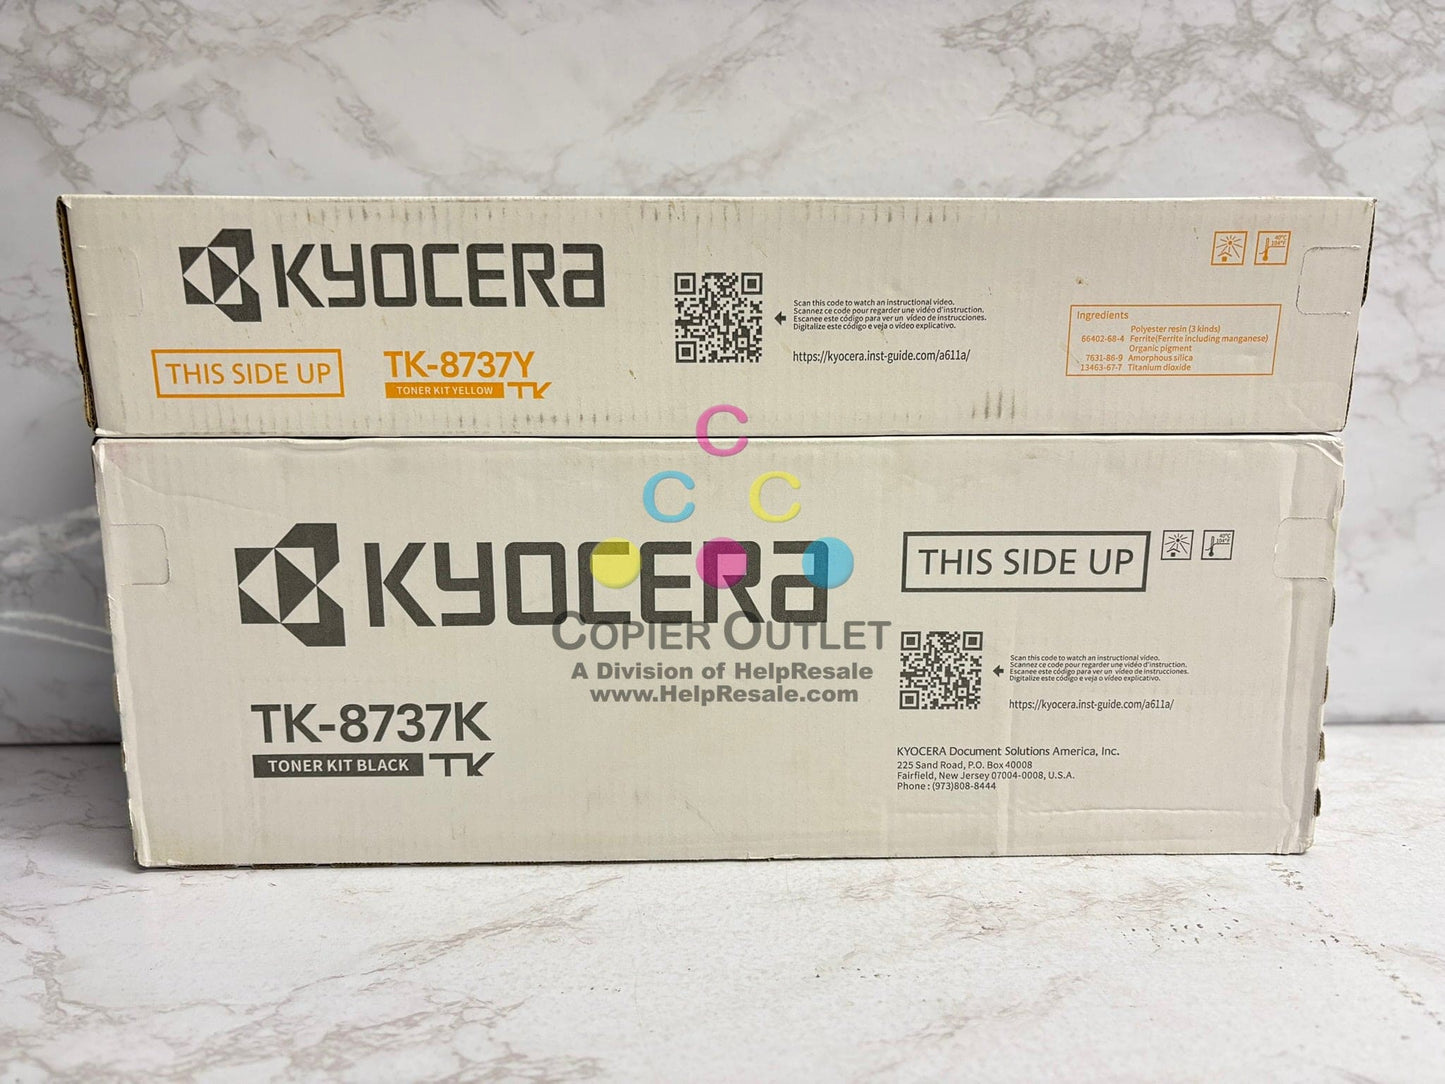 KYOCERA
THIS SIDE UP
TK-8737Y
TONER KIT YELLOW TK
Scan this code to watch an instructional video.
Scannez ce code pour regarder une vidéo d'instruction.
Escanee este código para ver un vídeo de instrucciones.
Digitalize este código e veja o vídeo explicativo.
https://kyocera.inst-guide.com/a611a/
40°C
104°F
Ingredients
Polyester resin (3 kinds)
66402-68-4 Ferrite(Ferrite including manganese)
Organic pigment
7631-86-9 Amorphous silica
13463-67-7 Titanium dioxide
C
C C
KYOCERA
COPIER OUTLET
A Division of HelpResale
www.HelpResale.com
TK-8737K
TONER KIT BLACK TK
THIS SIDE UP
40°C
104°F
Scan this code to watch an instructional video.
Scannez ce code pour regarder une vidéo d'instruction.
Escanee este código para ver un vídeo de instrucciones.
Digitalize este código e veja o vídeo explicativo.
https://kyocera.inst-guide.com/a611a/
KYOCERA Document Solutions America, Inc.
225 Sand Road, P.O. Box 40008
Fairfield, New Jersey 07004-0008, U.S.A.
Phone : (973)808-8444